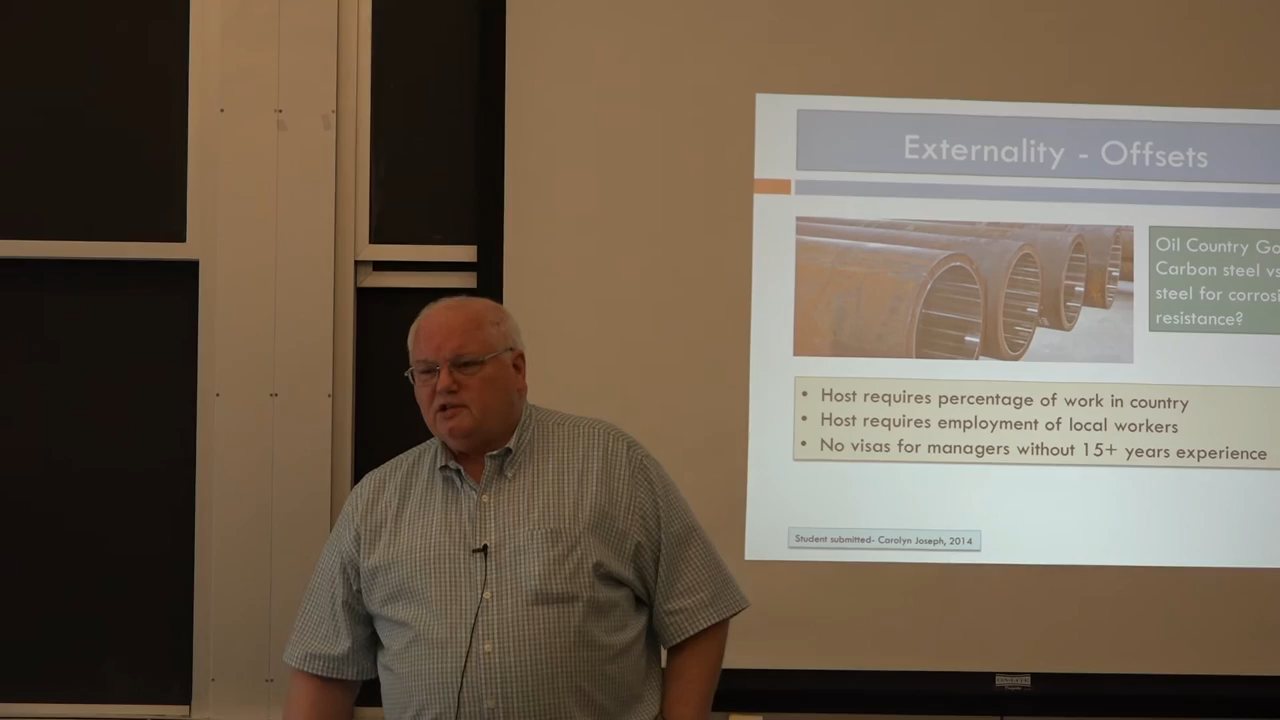 Externality - Offsets
Oil Country Go
Carbon steel vs
steel for corrosi
resistance?
• Host requires percentage of work in country
• Host requires employment of local workers
• No visas for managers without 15+ years experience
Student submitted- Carolyn Joseph, 2014